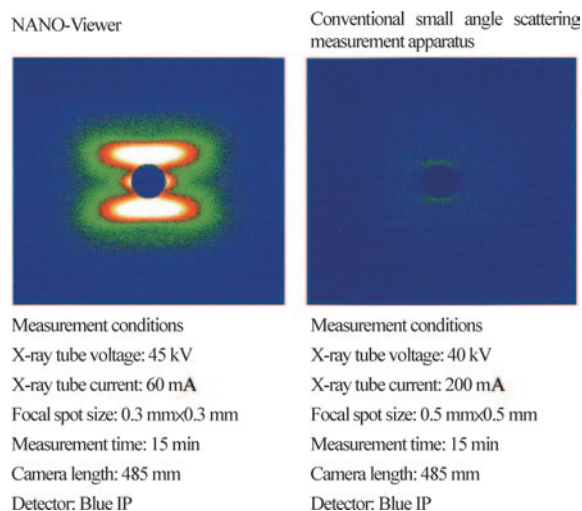 NANO-Viewer
Conventional small angle scattering
measurement apparatus
Measurement conditions
X-ray tube voltage: 45 kV
X-ray tube current: 60 mA
Focal spot size: 0.3 mm×0.3 mm
Measurement time: 15 min
Camera length: 485 mm
Detector: Blue IP
Measurement conditions
X-ray tube voltage: 40 kV
X-ray tube current: 200 mA
Focal spot size: 0.5 mm×0.5 mm
Measurement time: 15 min
Camera length: 485 mm
Detector: Blue IP